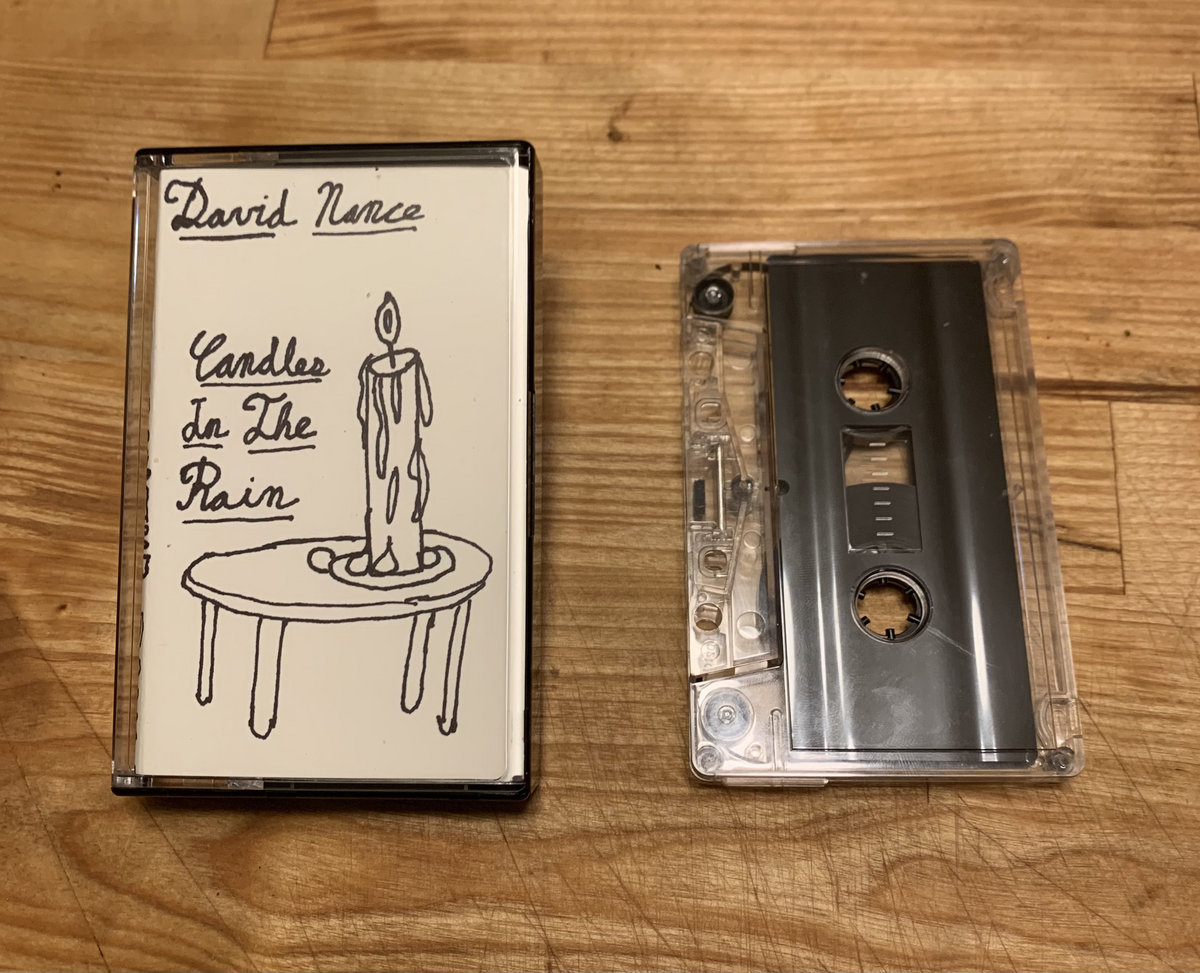 David Nance
Candles
In The
Rain